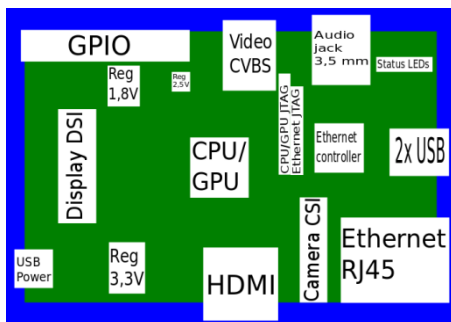 GPIO
Video
CVBS
Audio
jack
3,5 mm
Status LEDs
Reg
1,8V
Reg
2,5V
CPU/GPU JTAG
Ethernet JTAG
Display DSI
CPU/
GPU
Ethernet
controller
2x USB
USB
Power
Reg
3,3V
HDMI
Camera CSI
Ethernet
RJ45